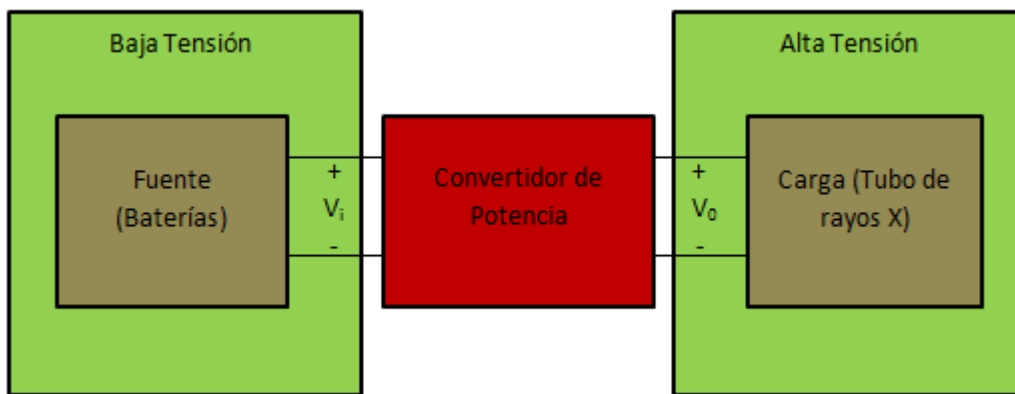 Baja Tensión
Fuente
(Baterías)
+
Vᵢ
-
Convertidor de
Potencia
Alta Tensión
+
V₀
-
Carga (Tubo de
rayos X)